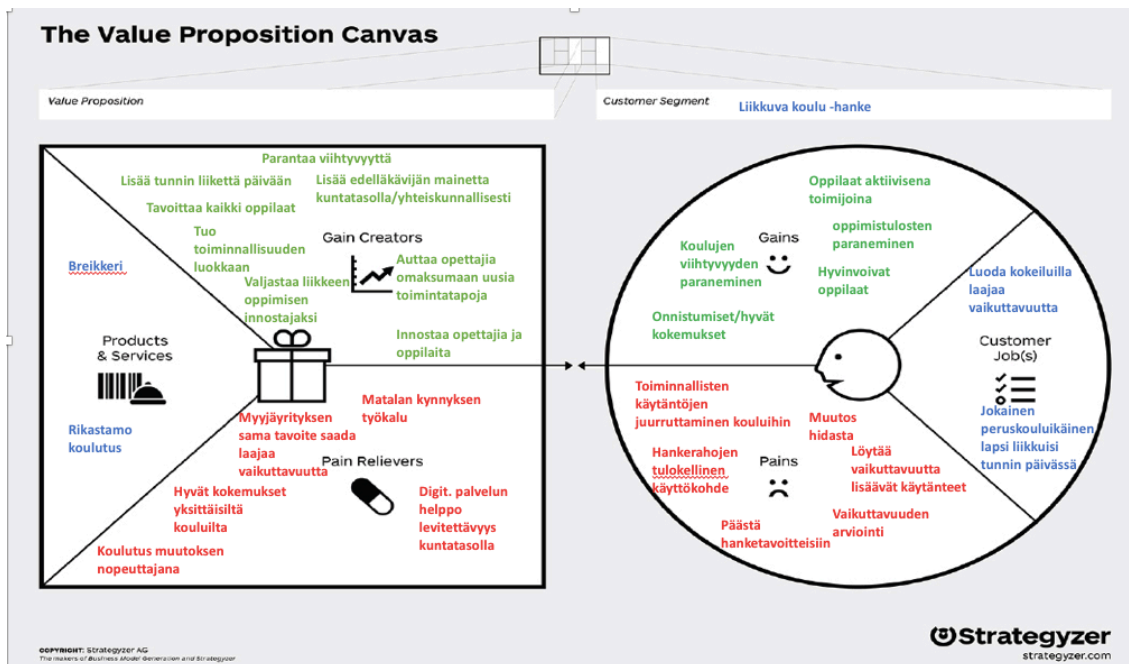 The Value Proposition Canvas
Value Proposition
Customer Segment
Liikkuva koulu -hanke
Parantaa viihtyvyyttä
Lisää tunnin liikettä päivään
Lisää edelläkävijän mainetta
kuntatasolla/yhteiskunnallisesti
Tavoittaa kaikki oppilaat
Tuo
toiminnallisuuden
luokkaan
Gain Creators
Breikkeri
Valjastaa liikkeen
oppimisen
innostajaksi
Auttaa opettajia
omaksumaan uusia
toimintatapoja
Innostaa opettajia ja
oppilaita
Products
& Services
Rikastamo
koulutus
Matalan kynnyksen
työkalu
Myyjäyrityksen
sama tavoite saada
laajaa
vaikuttavuutta
Pain Relievers
Hyvät kokemukset
yksittäisiltä
kouluilta
Digit. palvelun
helppo
levitettävyys
kuntatasolla
Koulutus muutoksen
nopeuttajana
Oppilaat aktiivisena
toimijoina
oppimistulosten
paraneminen
Koulujen
viihtyvyyden
paraneminen
Gains
Hyvinvoivat
oppilaat
Onnistumiset/hyvät
kokemukset
Luoda kokeiluilla
laajaa
vaikuttavuutta
Customer
Job(s)
Jokainen
peruskouluikäinen
lapsi liikkuisi
tunnin päivässä
Toiminnallisten
käytäntöjen
juurruttaminen kouluihin
Muutos
hidasta
Hankerahojen
tulokellinen
käyttökohde
Pains
Löytää
vaikuttavuutta
lisäävät käytänteet
Päästä
hanketavoitteisiin
Vaikuttavuuden
arviointi
COPYRIGHT: Strategyzer AG
The makers of Business Model Generation and Strategyzer
Strategyzer
strategyzer.com